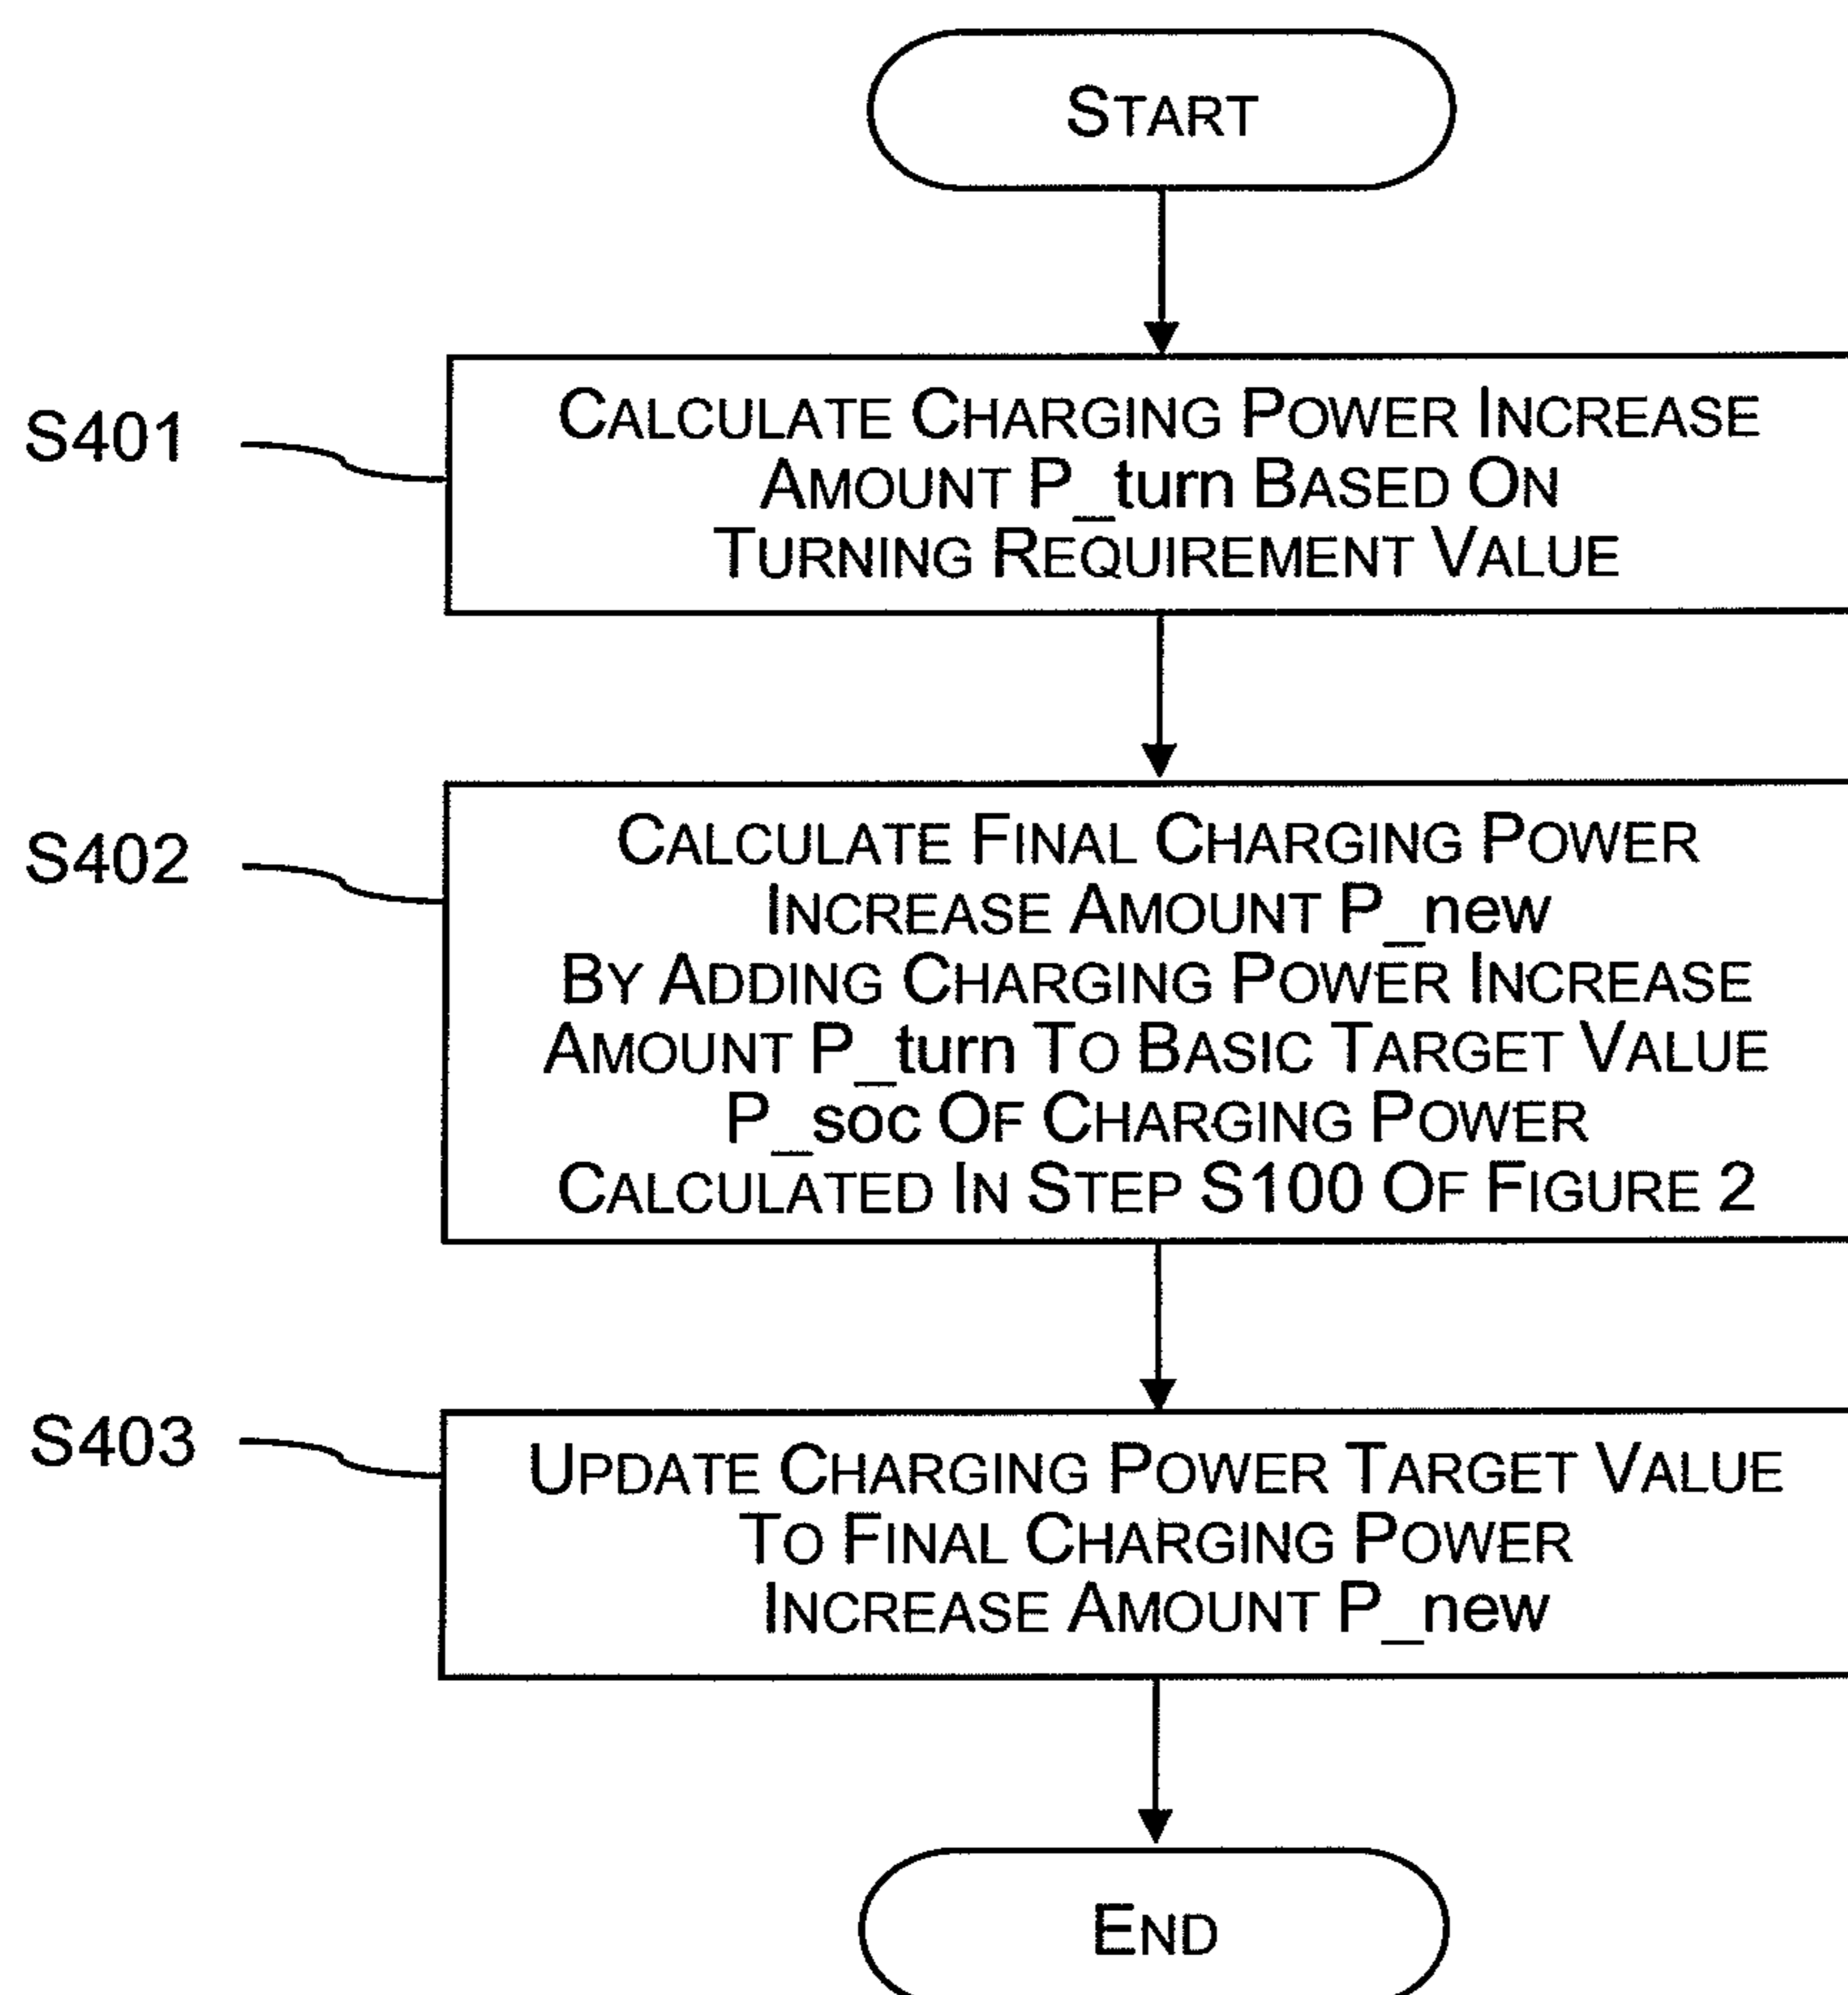 START
S401
CALCULATE CHARGING POWER INCREASE
AMOUNT P_turn BASED ON
TURNING REQUIREMENT VALUE
S402
CALCULATE FINAL CHARGING POWER
INCREASE AMOUNT P_new
BY ADDING CHARGING POWER INCREASE
AMOUNT P_turn TO BASIC TARGET VALUE
P_soc OF CHARGING POWER
CALCULATED IN STEP S100 OF FIGURE 2
S403
UPDATE CHARGING POWER TARGET VALUE
TO FINAL CHARGING POWER
INCREASE AMOUNT P_new
END